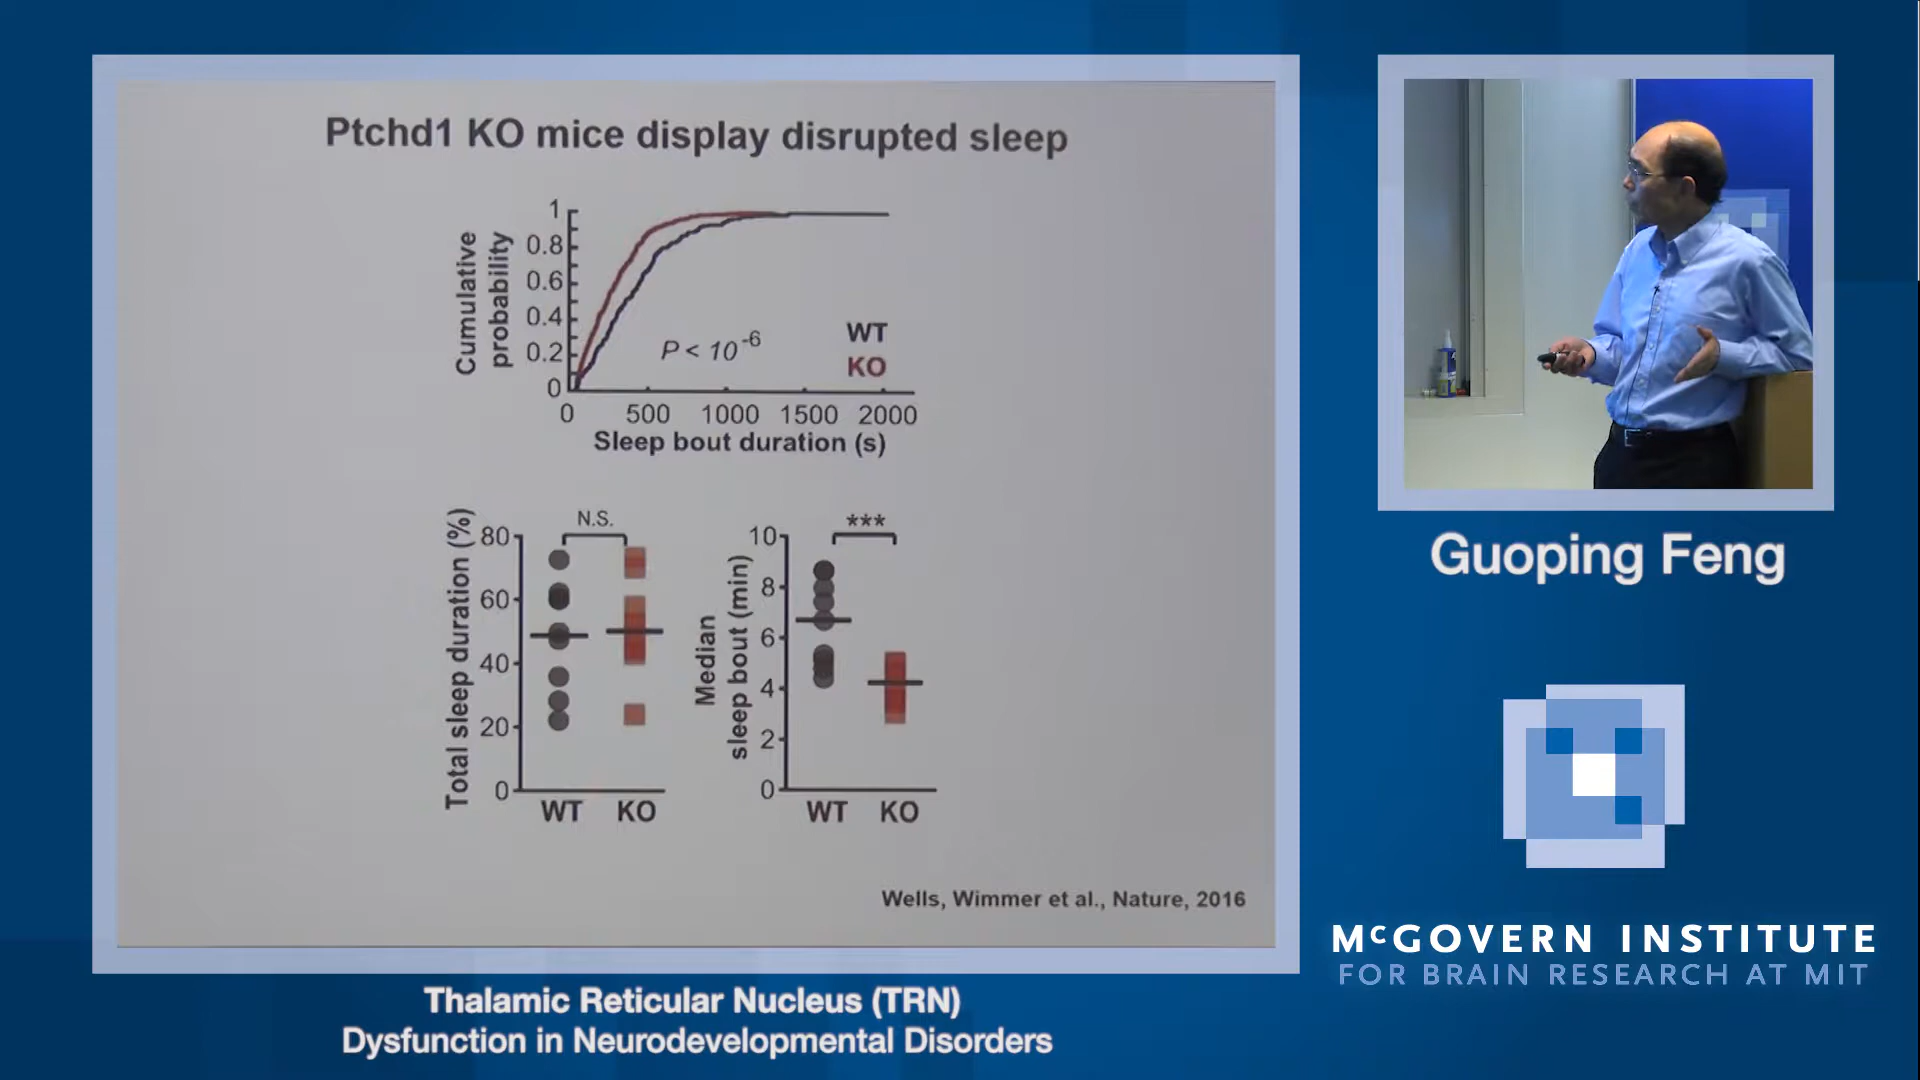 Ptchd1 KO mice display disrupted sleep
Cumulative
probability
1
0.8
0.6
0.4
0.2
0
P < 10-6
WT
KO
0 500 1000 1500 2000
Sleep bout duration (s)
Total sleep duration (%)
80
60
40
20
0
N.S.
WT KO
Median
sleep bout (min)
10
8
6
4
2
0
***
WT KO
Wells, Wimmer et al., Nature, 2016
Guoping Feng
McGOVERN INSTITUTE
FOR BRAIN RESEARCH AT MIT
Thalamic Reticular Nucleus (TRN)
Dysfunction in Neurodevelopmental Disorders